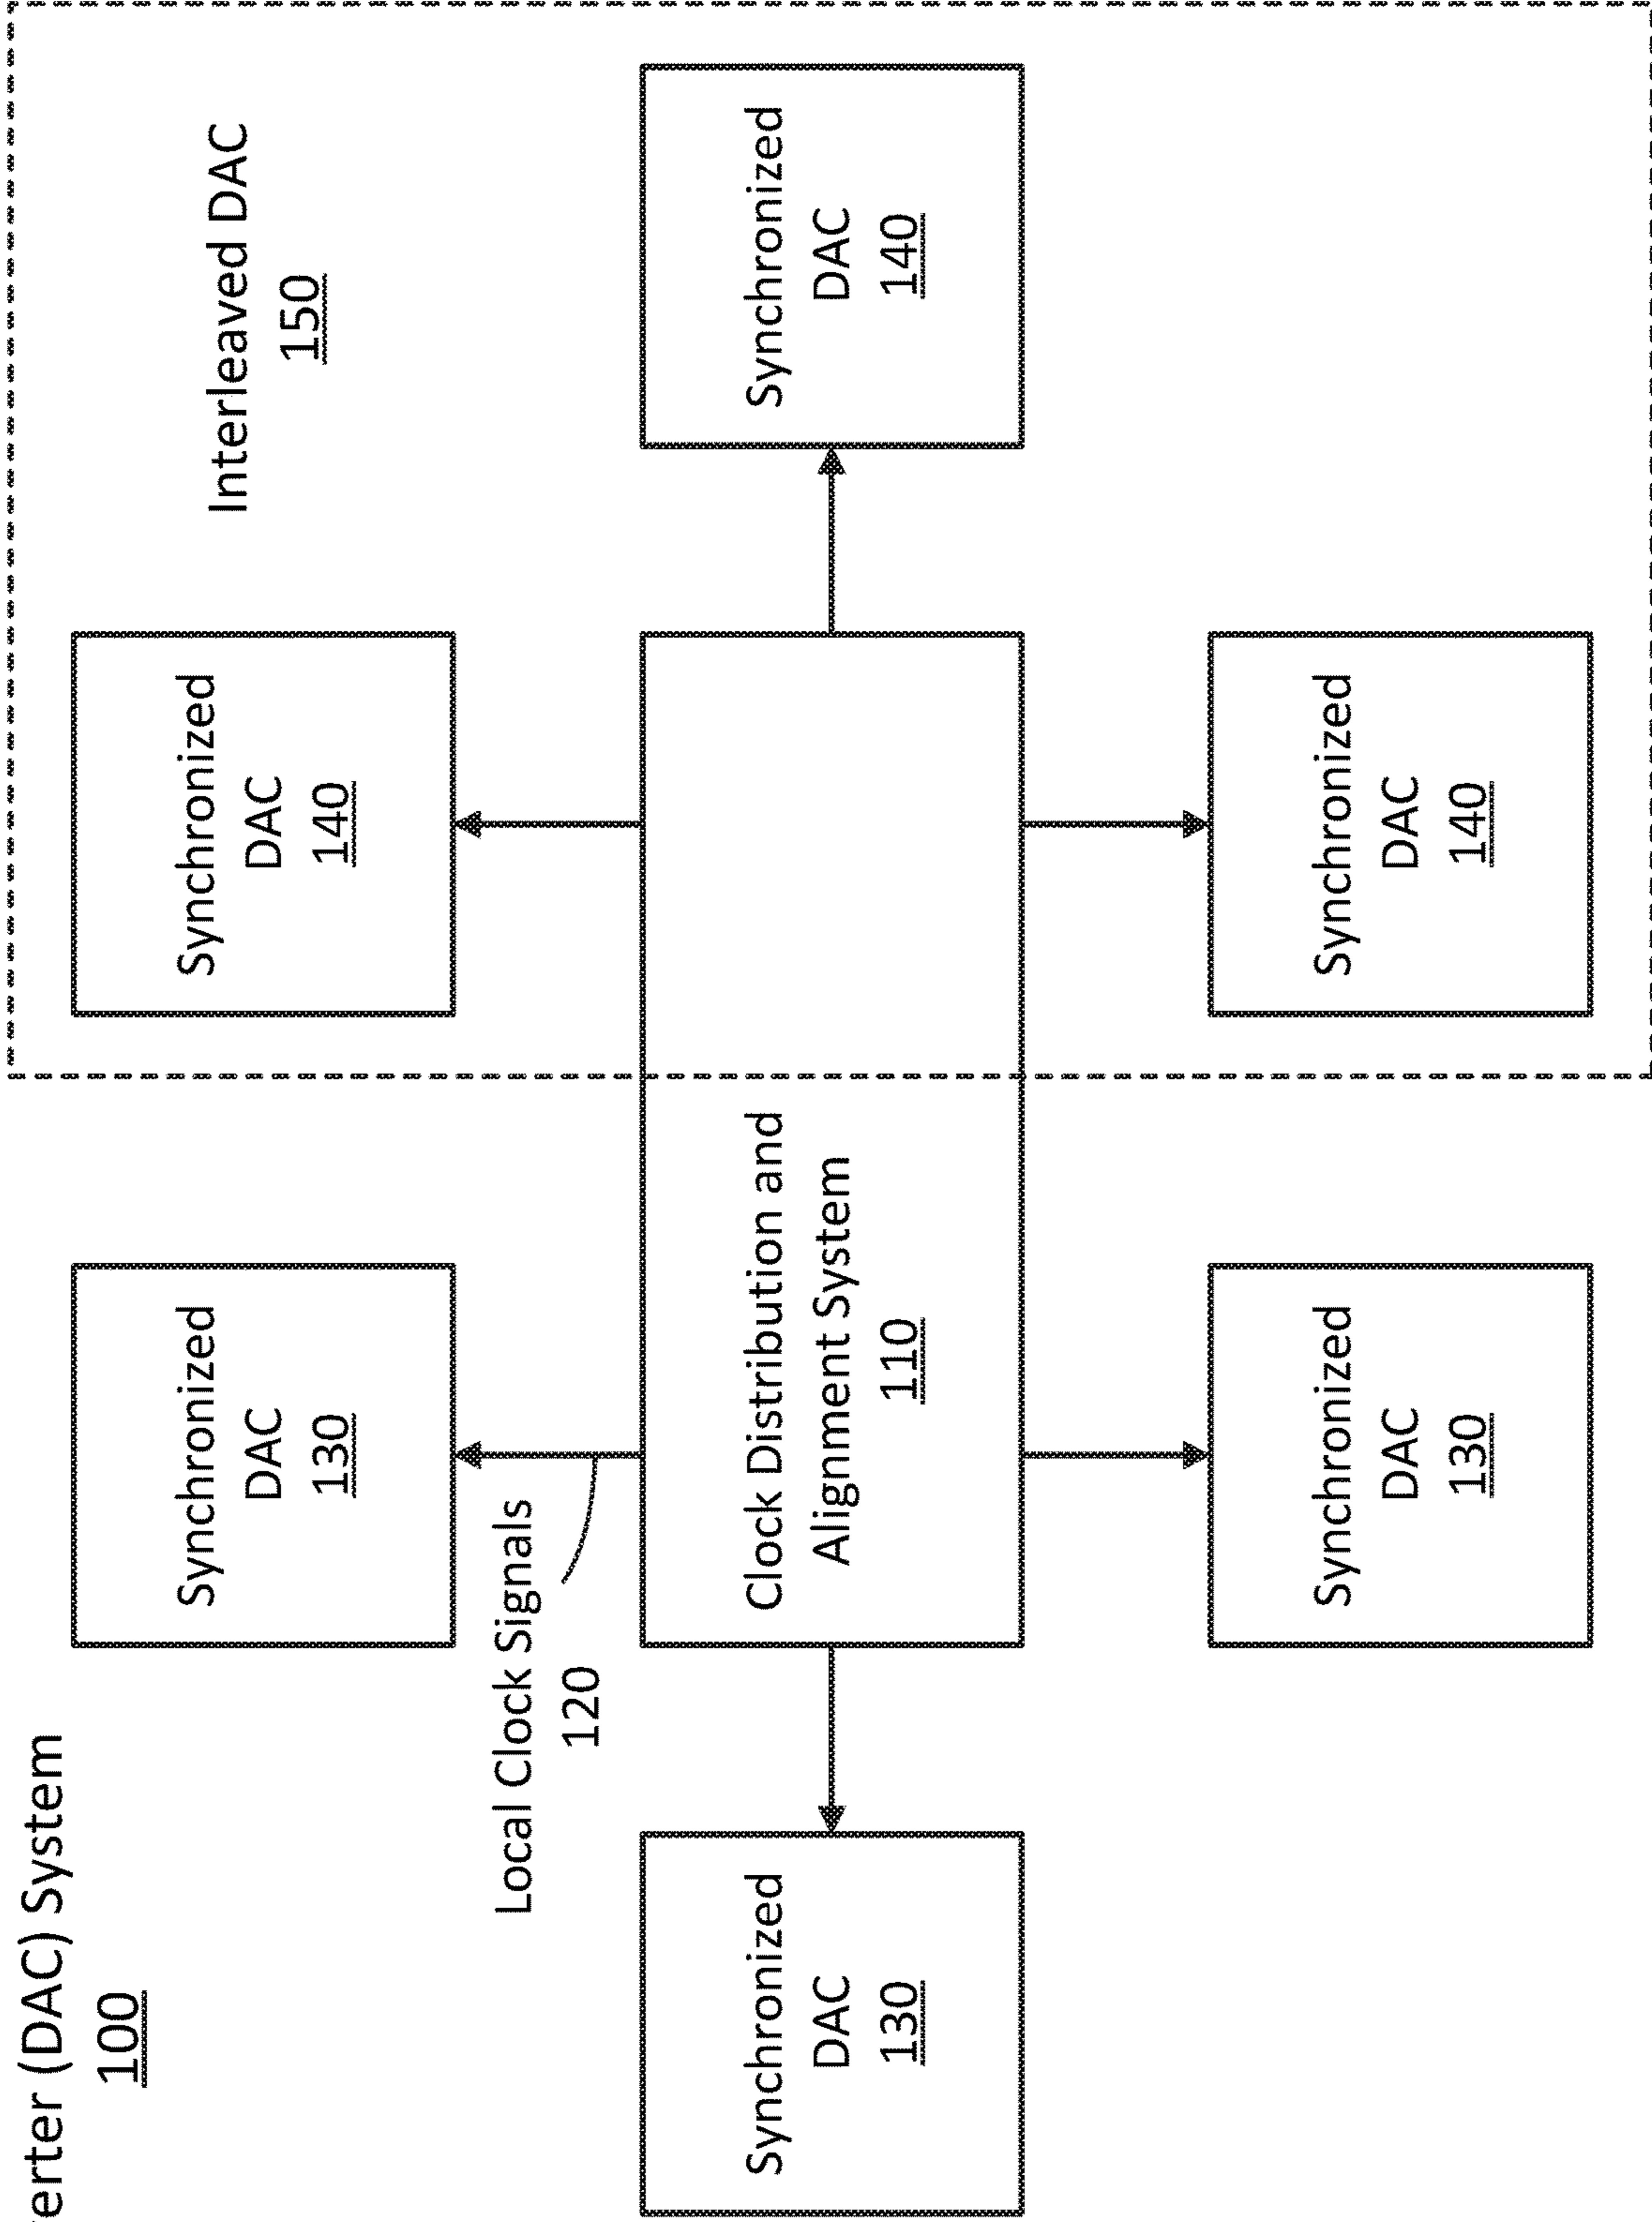 erter (DAC) System
100
Synchronized
DAC
130
Synchronized
DAC
140
Interleaved DAC
150
Local Clock Signals
120
Synchronized
DAC
130
Clock Distribution and
Alignment System
110
Synchronized
DAC
140
Synchronized
DAC
130
Synchronized
DAC
140